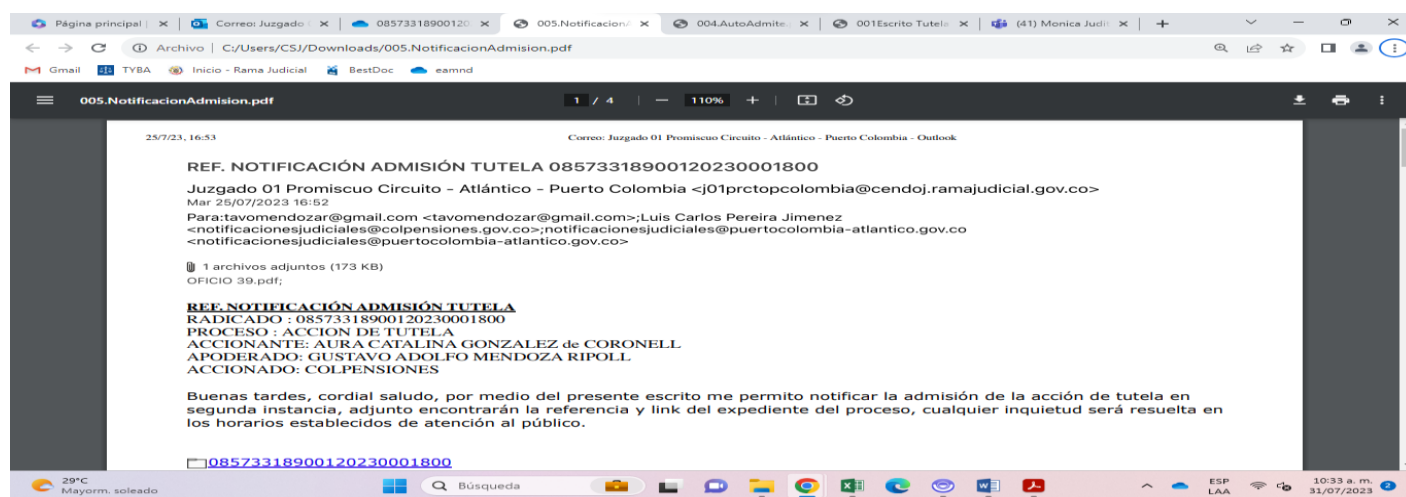 Página principal |
Correo: Juzgado
08573318900120
005.Notificacion
004.AutoAdmite.
001Escrito Tutela
(41) Monica Judit
Archivo | C:/Users/CSJ/Downloads/005.NotificacionAdmision.pdf
Gmail TYBA Inicio - Rama Judicial BestDoc eamnd
005.NotificacionAdmision.pdf 1 / 4 | — 110% + |
25/7/23, 16:53 Correo: Juzgado 01 Promiscuo Circuito - Atlántico - Puerto Colombia - Outlook
REF. NOTIFICACIÓN ADMISIÓN TUTELA 08573318900120230001800
Juzgado 01 Promiscuo Circuito - Atlántico - Puerto Colombia <j01prctopcolombia@cendoj.ramajudicial.gov.co>
Mar 25/07/2023 16:52
Para:tavomendozar@gmail.com <tavomendozar@gmail.com>;Luis Carlos Pereira Jimenez
<notificacionesjudiciales@colpensiones.gov.co>;notificacionesjudiciales@puertocolombia-atlantico.gov.co
<notificacionesjudiciales@puertocolombia-atlantico.gov.co>
1 archivos adjuntos (173 KB)
OFICIO 39.pdf;
REF. NOTIFICACIÓN ADMISIÓN TUTELA
RADICADO : 08573318900120230001800
PROCESO : ACCION DE TUTELA
ACCIONANTE: AURA CATALINA GONZALEZ de CORONELL
APODERADO: GUSTAVO ADOLFO MENDOZA RIPOLL
ACCIONADO: COLPENSIONES
Buenas tardes, cordial saludo, por medio del presente escrito me permito notificar la admisión de la acción de tutela en
segunda instancia, adjunto encontrarán la referencia y link del expediente del proceso, cualquier inquietud será resuelta en
los horarios establecidos de atención al público.
08573318900120230001800
29°C
Mayorm. soleado
Búsqueda
ESP
LAA
10:33 a. m.
31/07/2023
2